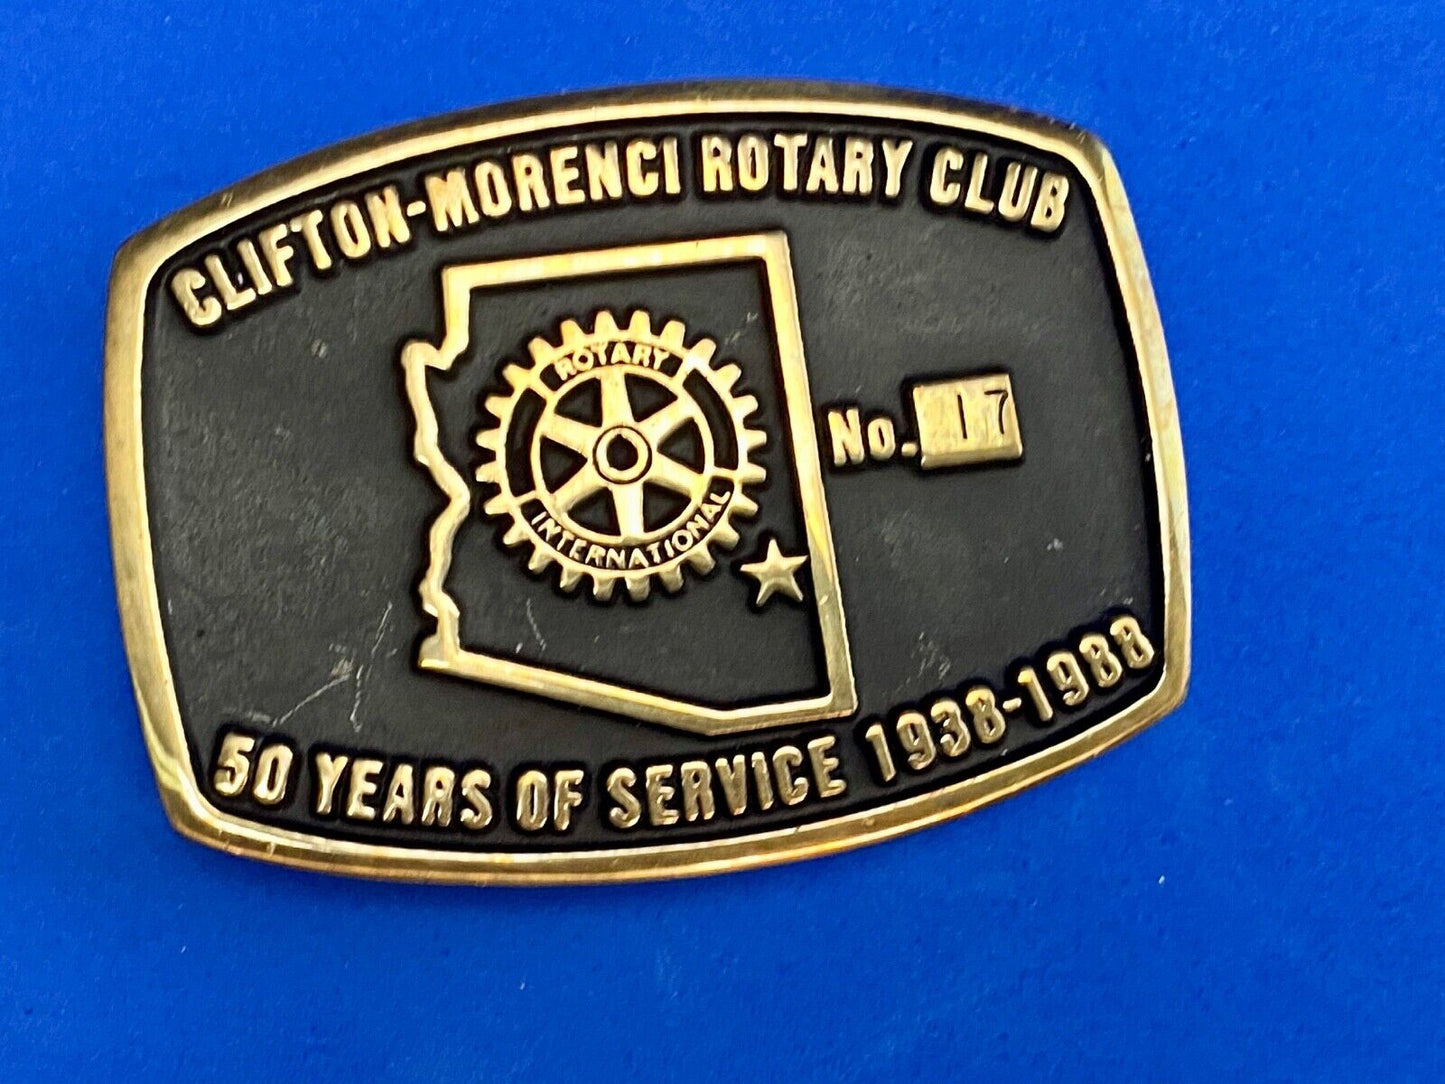 CLIFTON-MORENCI ROTARY CLUB
ROTARY
INTERNATIONAL
No.
50 YEARS OF SERVICE 1938-1988